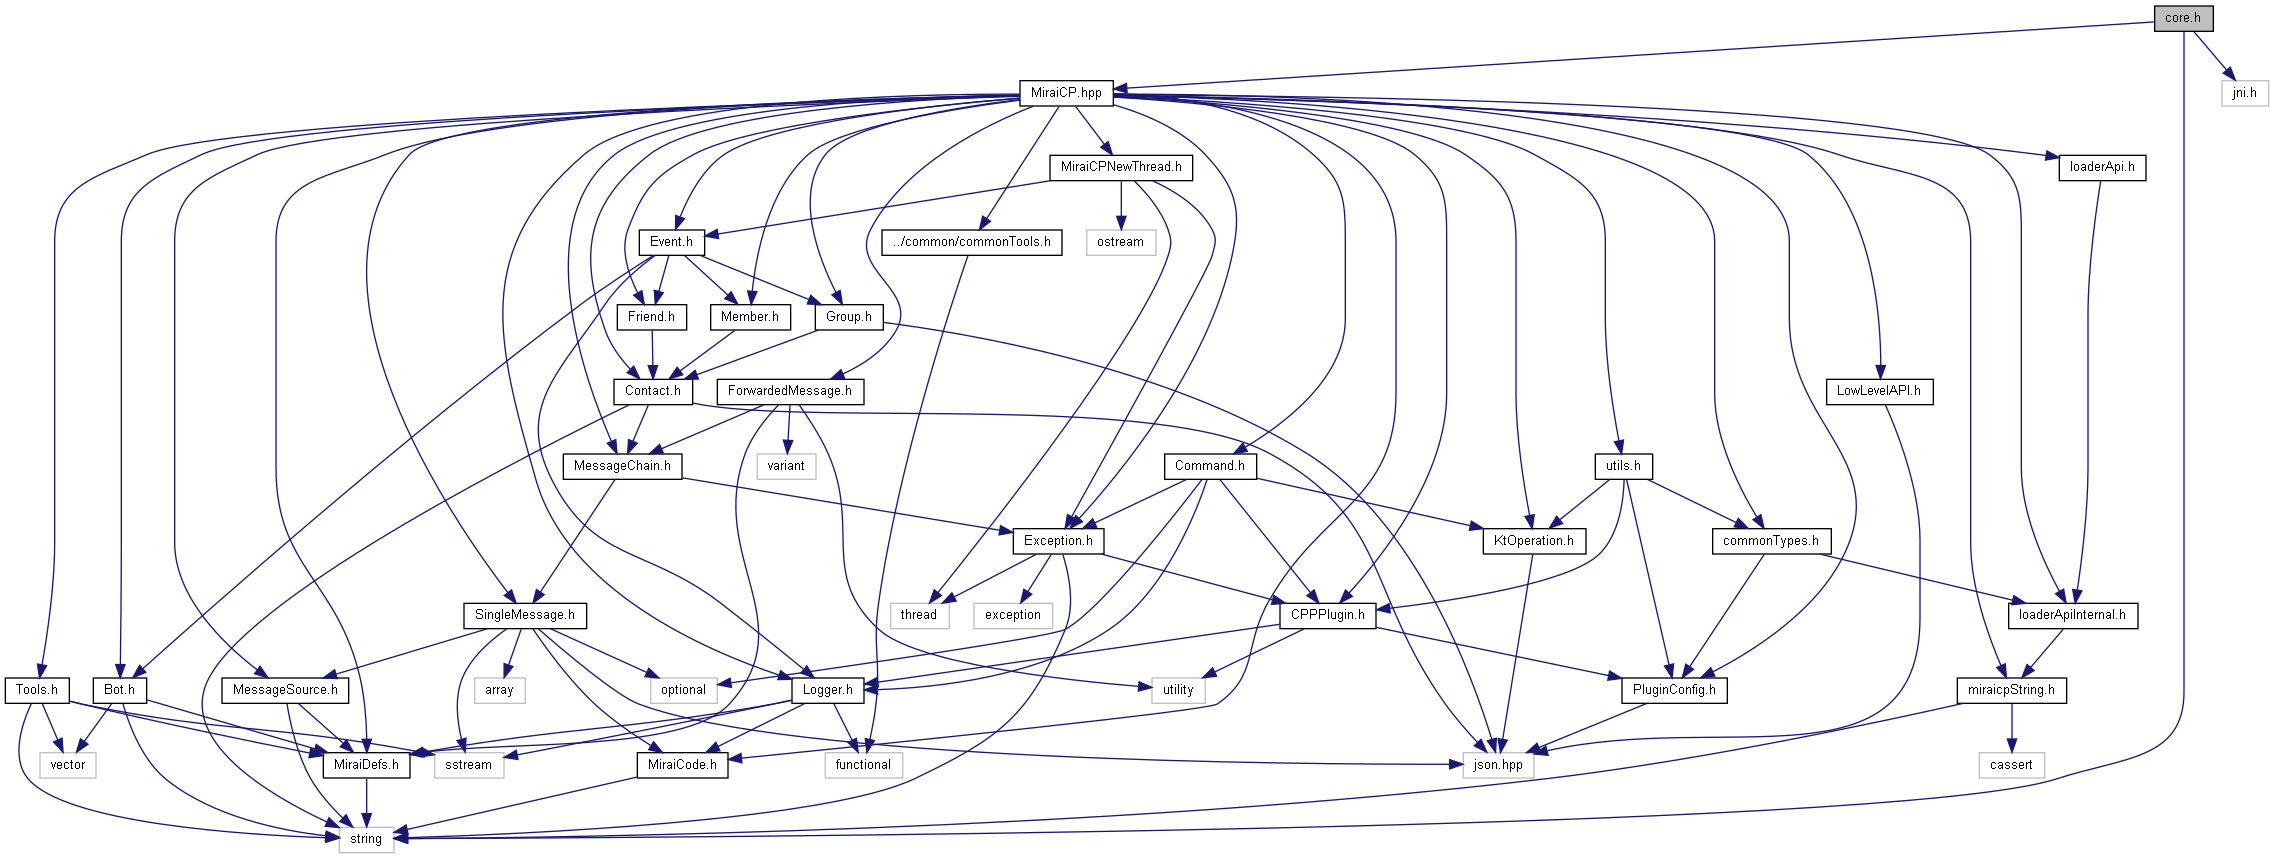 core.h
MiraiCP.hpp
jni.h
MiraiCPNewThread.h
loaderApi.h
Event.h
../common/commonTools.h
ostream
Friend.h
Member.h
Group.h
Contact.h
ForwardedMessage.h
LowLevelAPI.h
MessageChain.h
variant
Command.h
utils.h
Exception.h
KtOperation.h
commonTypes.h
SingleMessage.h
thread
exception
CPPPlugin.h
loaderApiInternal.h
Tools.h
Bot.h
MessageSource.h
array
optional
Logger.h
utility
PluginConfig.h
miraicpString.h
vector
MiraiDefs.h
sstream
MiraiCode.h
functional
json.hpp
cassert
string